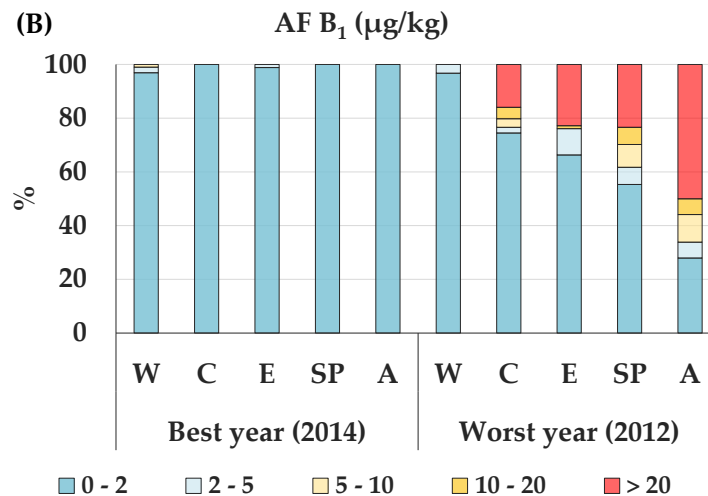 (B) AF B₁ (µg/kg)
100
80
60
40
20
0
%
W C E SP A W C E SP A
Best year (2014) Worst year (2012)
0 - 2 2 - 5 5 - 10 10 - 20 > 20